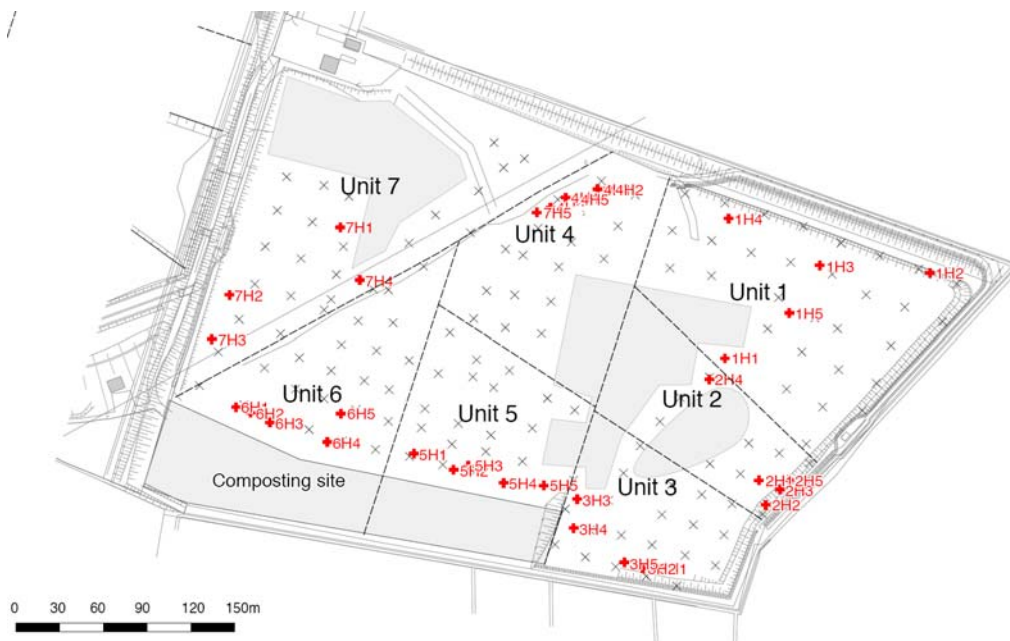 Unit 7
4H2
4H5
7H5
7H1
Unit 4
1H4
1H3
1H2
7H4
7H2
Unit 1
1H5
7H3
1H1
2H4
Unit 6
Unit 2
6H1
6H2
6H5
6H3
Unit 5
6H4
5H1
5H3
5H2
Composting site
5H4
5H5
Unit 3
2H1
2H5
2H3
3H3
2H2
3H4
3H5
0 30 60 90 120 150m